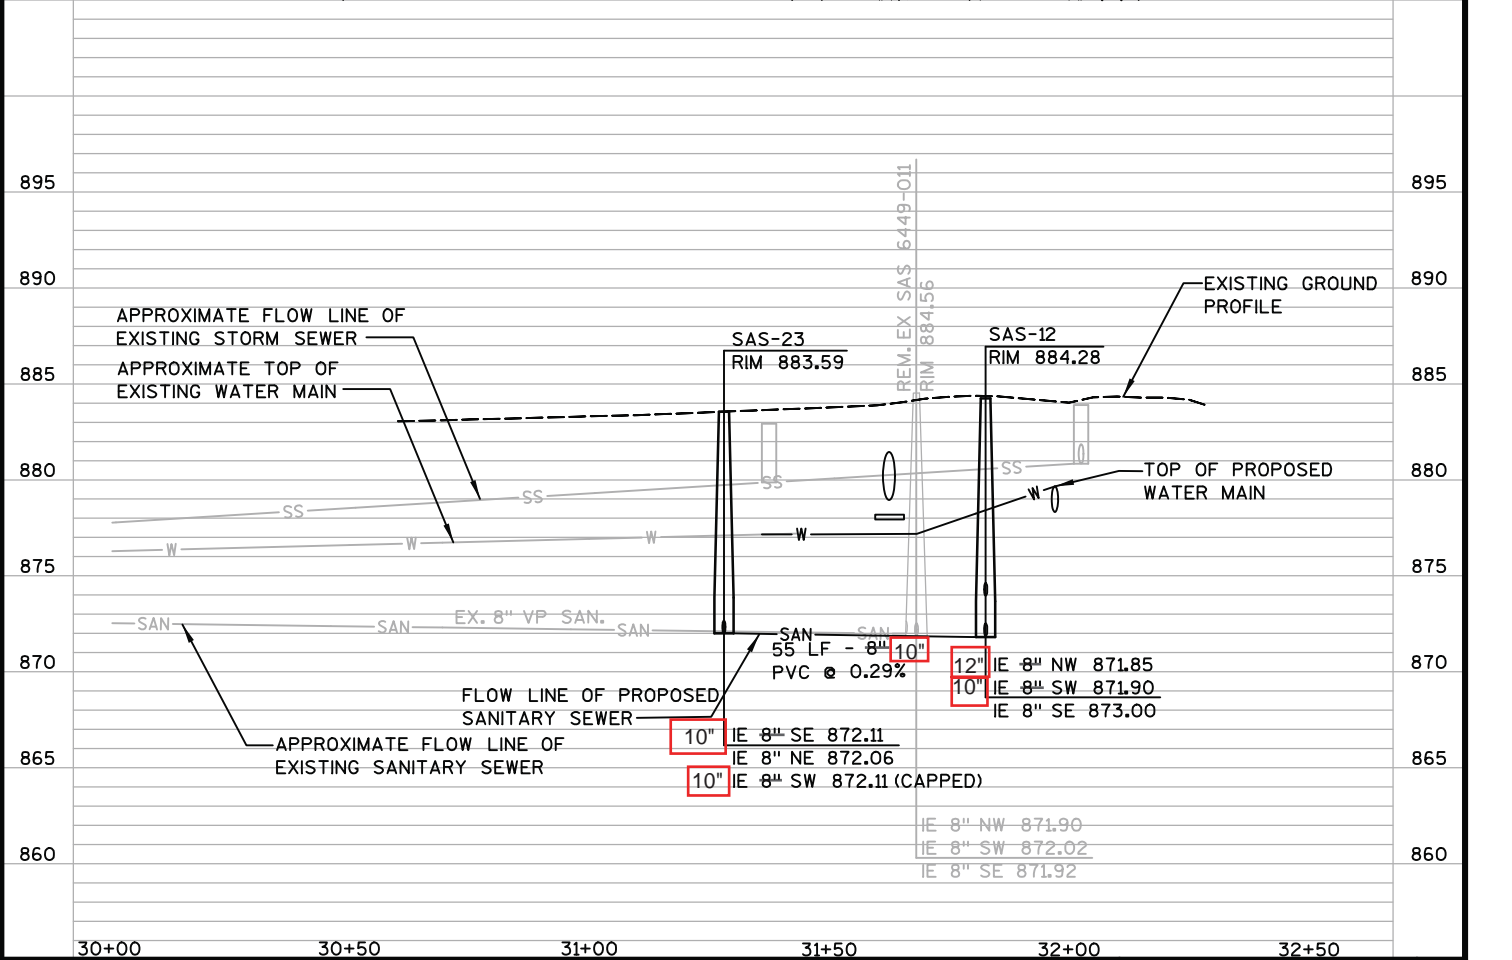 895
895
REM. EX SAS 6449-011
RIM 884.56
890
890
EXISTING GROUND
PROFILE
APPROXIMATE FLOW LINE OF
EXISTING STORM SEWER
APPROXIMATE TOP OF
EXISTING WATER MAIN
SAS-23
RIM 883.59
SAS-12
RIM 884.28
885
885
880
880
SS
SS
SS
SS
TOP OF PROPOSED
WATER MAIN
W
W
W
W
W
875
875
EX. 8" VP SAN.
SAN
SAN
SAN
SAN
SAN
55 LF - 8" 10"
PVC @ 0.29%
870
870
12" IE 8" NW 871.85
10" IE 8" SW 871.90
IE 8" SE 873.00
FLOW LINE OF PROPOSED
SANITARY SEWER
10" IE 8" SE 872.11
IE 8" NE 872.06
10" IE 8" SW 872.11 (CAPPED)
APPROXIMATE FLOW LINE OF
EXISTING SANITARY SEWER
865
865
IE 8" NW 871.90
IE 8" SW 872.02
IE 8" SE 871.92
860
860
30+00 30+50 31+00 31+50 32+00 32+50